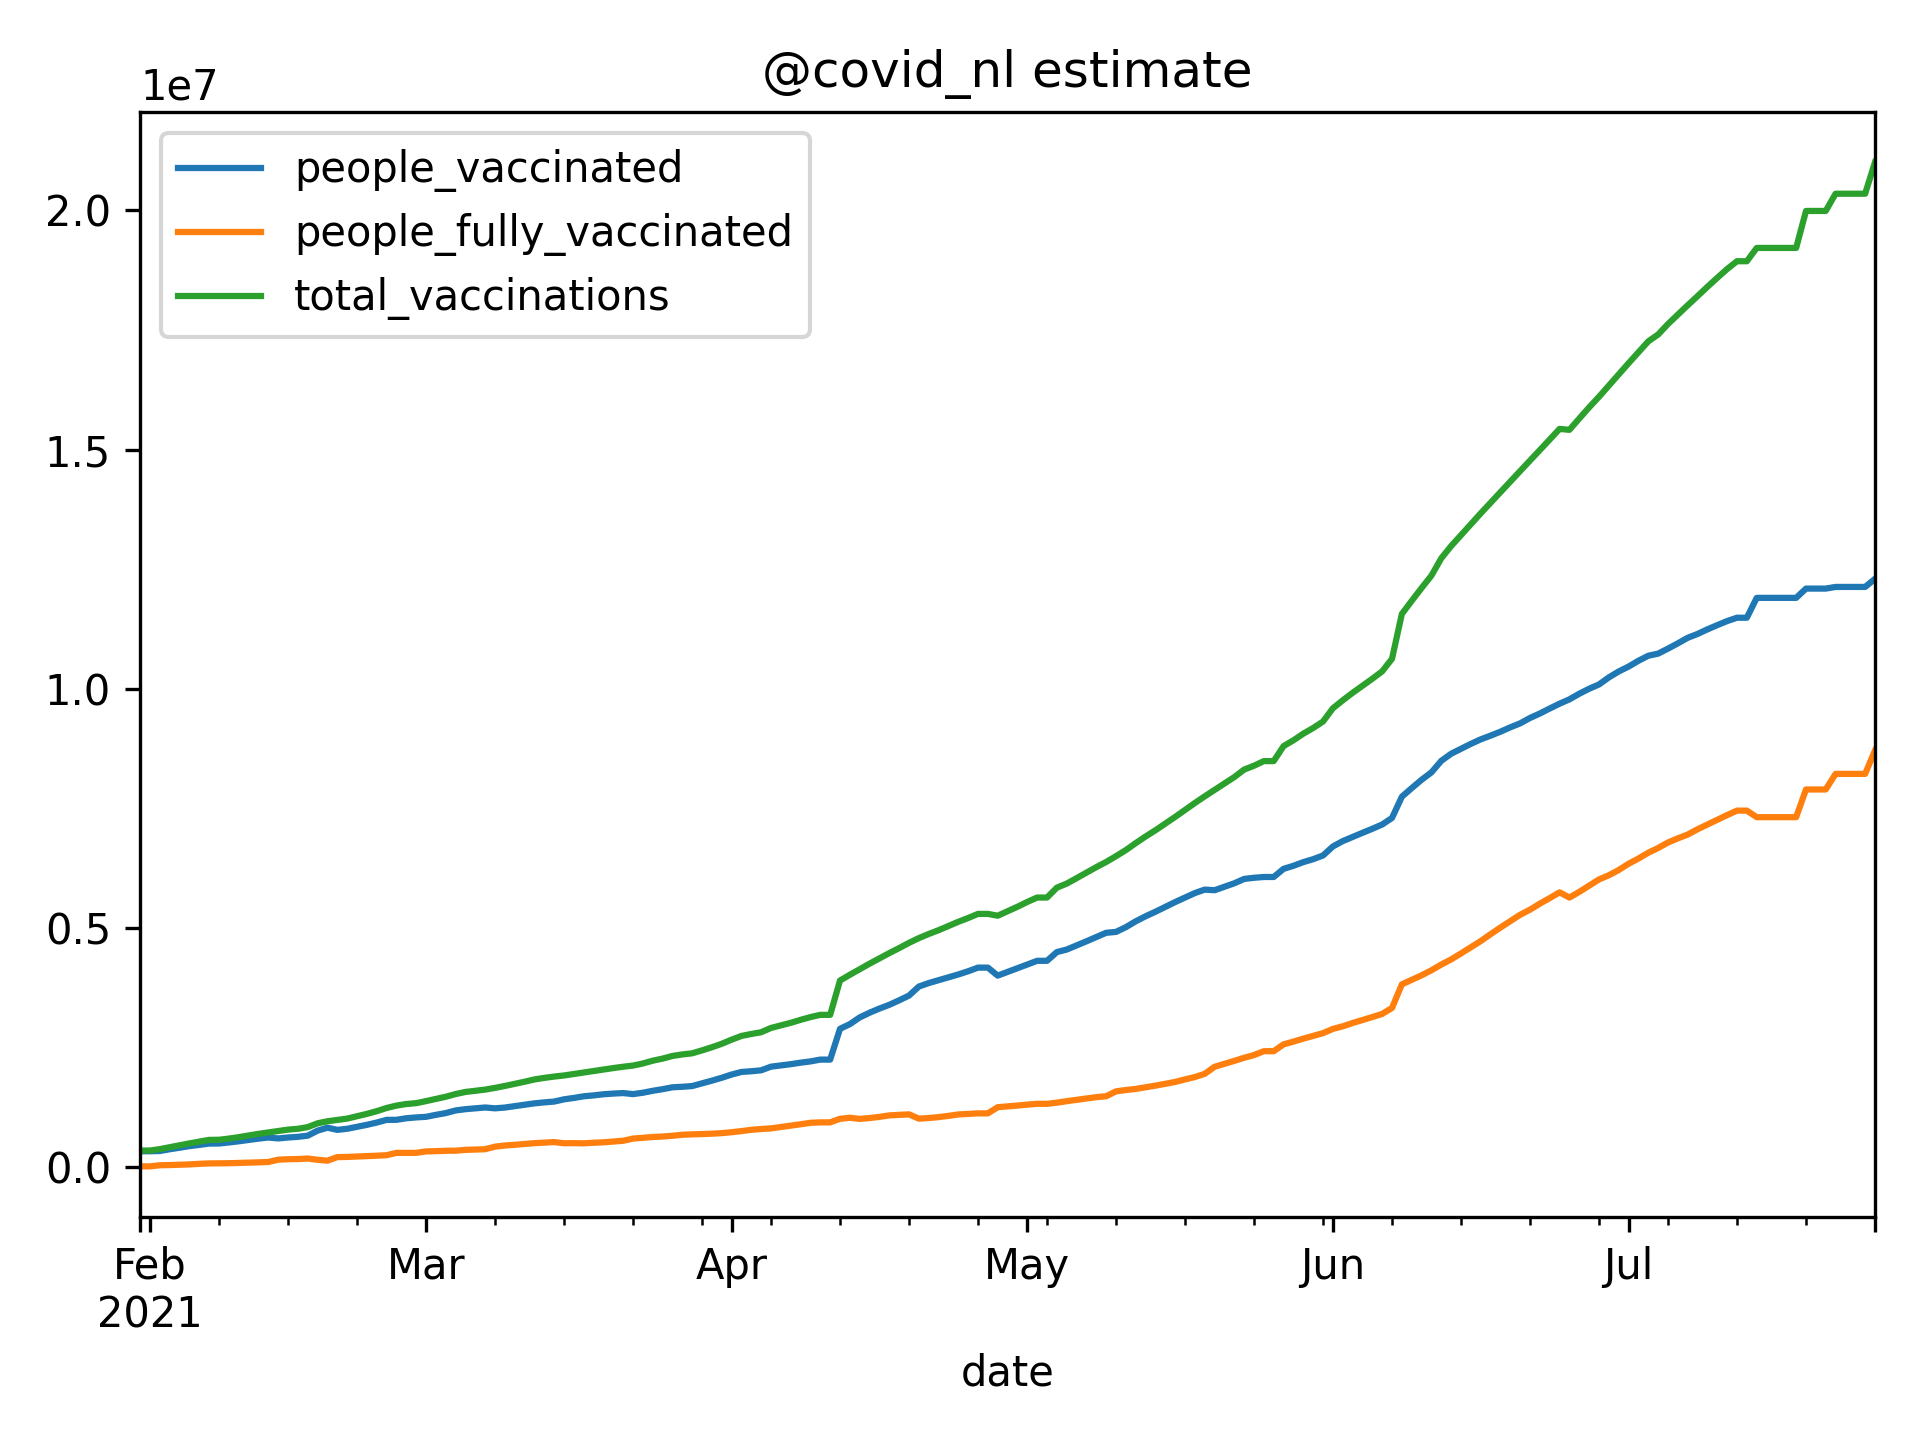 @covid_nl estimate
1e7
people_vaccinated
people_fully_vaccinated
total_vaccinations
2.0
1.5
1.0
0.5
0.0
Feb Mar Apr May Jun Jul
2021
date